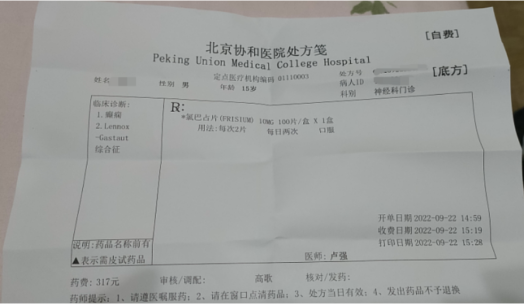 北京协和医院处方笺
[自费]
Peking Union Medical College Hospital
[底方]
定点医疗机构编码 01110003
处方号
姓名
性别 男
年龄 15岁
病人ID
科别 神经科门诊
临床诊断:
1.癫痫
2.Lennox
-Gastaut
综合征
R:
*氯巴占片(FRISIUM) 10MG 100片/盒 X 1盒
用法:每次2片 每日两次 口服
开单日期 2022-09-22 14:59
收费日期 2022-09-22 15:19
打印日期 2022-09-22 15:28
说明:药品名称前有
▲表示需皮试药品
医师: 卢强
药费: 317元
审核/调配:
高歌
核对/发药:
药师提示: 1、请遵医嘱服药; 2、请在窗口点清药品; 3、处方当日有效; 4、发出药品不予退换